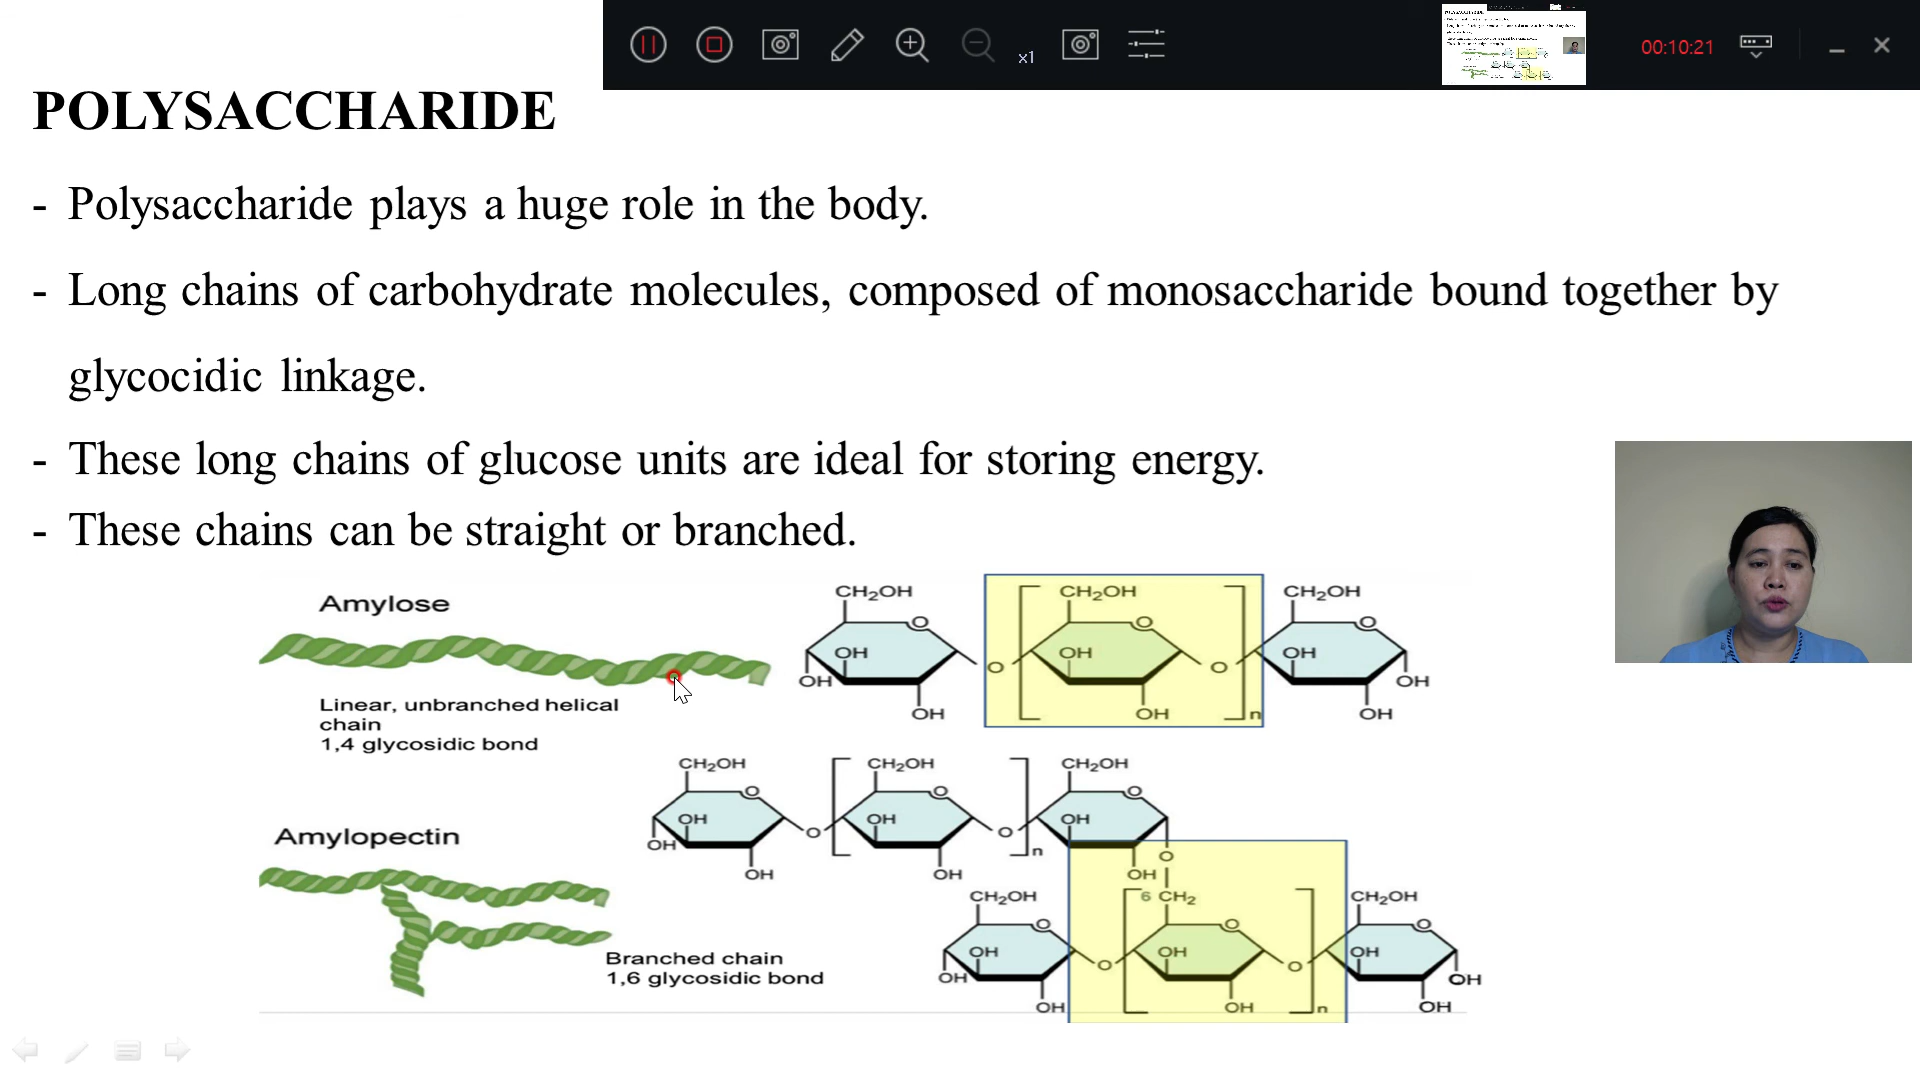 x1
00:10:21
POLYSACCHARIDE
- Polysaccharide plays a huge role in the body.
- Long chains of carbohydrate molecules, composed of monosaccharide bound together by
glycocidic linkage.
- These long chains of glucose units are ideal for storing energy.
- These chains can be straight or branched.
Amylose
Linear, unbranched helical
chain
1,4 glycosidic bond
CH₂OH CH₂OH CH₂OH
O O O
OH OH OH
O O
OH OH
OH OH n OH
CH₂OH CH₂OH CH₂OH
O O O
OH OH OH
O O
OH n
OH OH OH O
Amylopectin
Branched chain
1,6 glycosidic bond
CH₂OH 6 CH₂ CH₂OH
O O O
OH OH OH
O O
OH OH
OH OH n OH